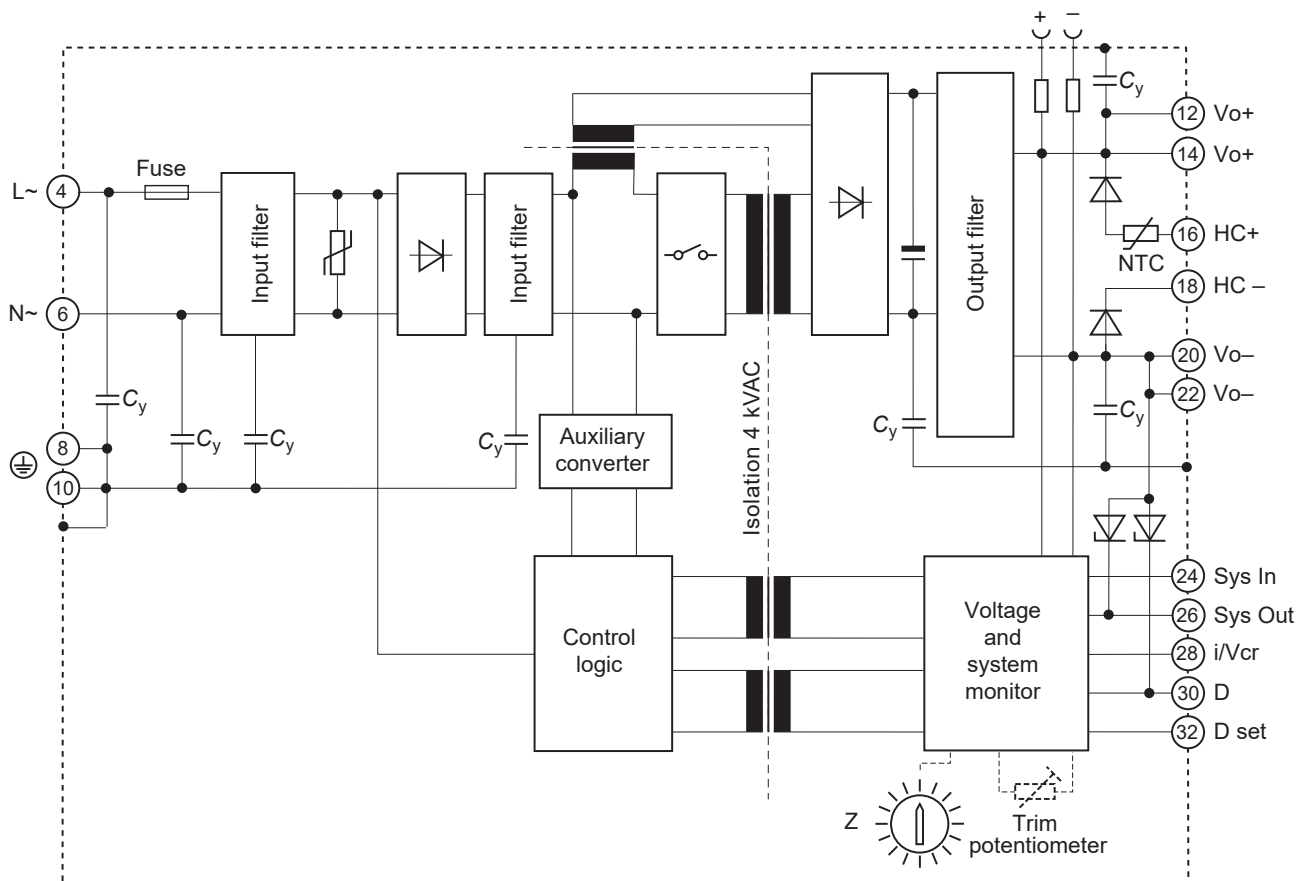 + –
Cy
12 Vo+
14 Vo+
Fuse
L~ 4
Input filter
Input filter
Output filter
16 HC+
NTC
18 HC –
N~ 6
20 Vo–
22 Vo–
Isolation 4 kVAC
Cy
Cy
Cy
Cy
Cy
Cy
8
10
Auxiliary
converter
Control
logic
Voltage
and
system
monitor
24 Sys In
26 Sys Out
28 i/Vcr
30 D
32 D set
Z
Trim
potentiometer